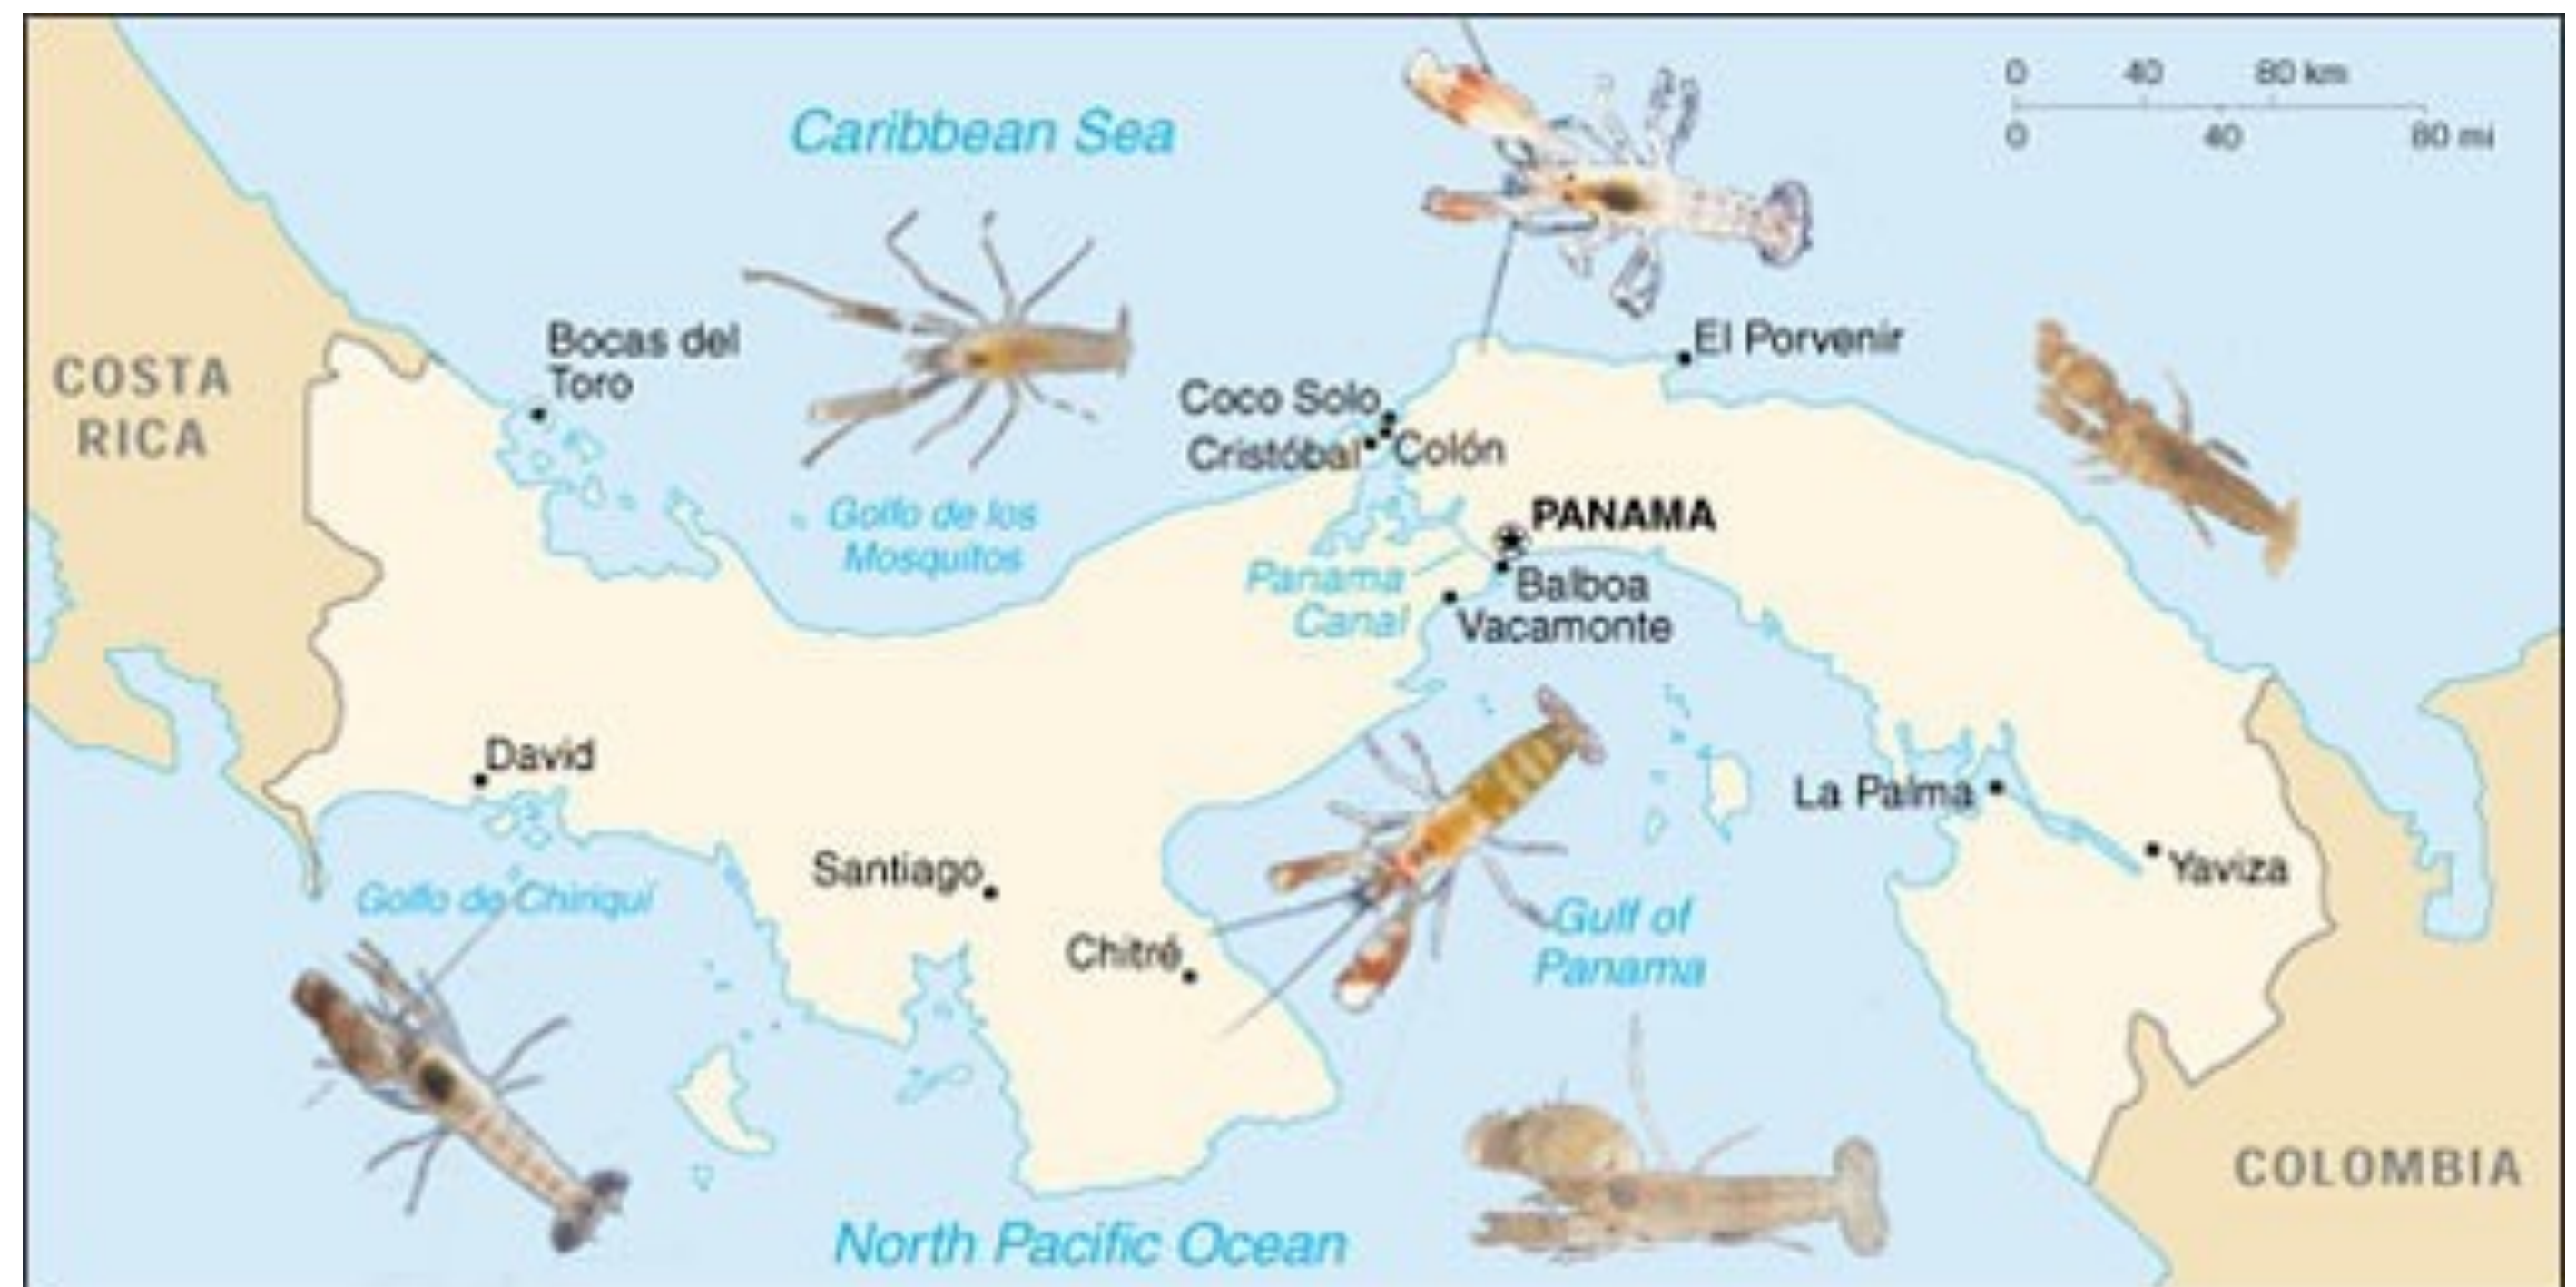 0 40 80 km
0 40 80 mi
Caribbean Sea
Bocas del
Toro
El Porvenir
COSTA
RICA
Coco Solo
Cristóbal
Colón
Golfo de los
Mosquitos
PANAMA
Panama
Canal
Balboa
Vacamonte
David
La Palma
Santiago
Yaviza
Golfo de Chiriquí
Chitré
Gulf of
Panama
COLOMBIA
North Pacific Ocean